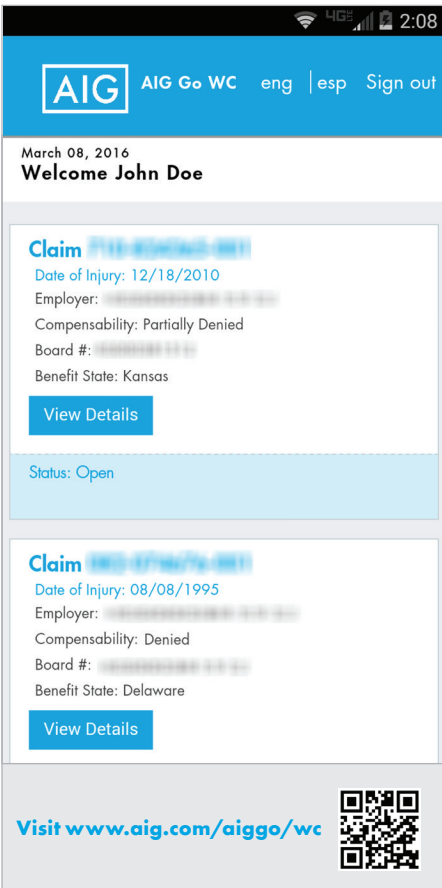 4G 2:08
AIG AIG Go WC eng | esp Sign out
March 08, 2016
Welcome John Doe
Claim
Date of Injury: 12/18/2010
Employer:
Compensability: Partially Denied
Board #:
Benefit State: Kansas
View Details
Status: Open
Claim
Date of Injury: 08/08/1995
Employer:
Compensability: Denied
Board #:
Benefit State: Delaware
View Details
Visit www.aig.com/aiggo/wc